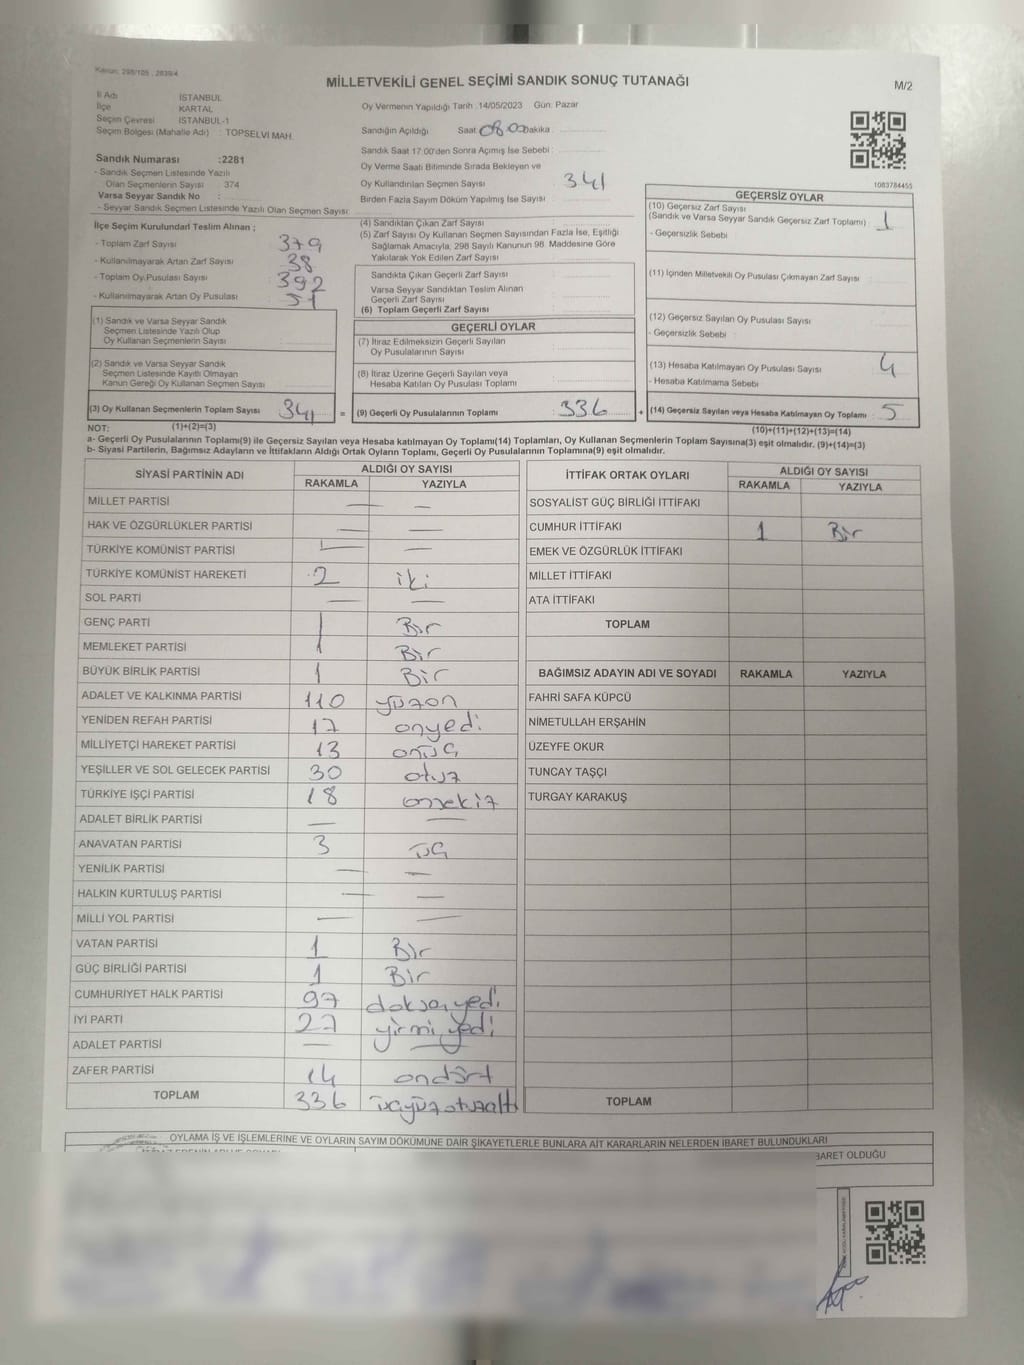 Kanun: 298/105 , 2839/4
MİLLETVEKİLİ GENEL SEÇİMİ SANDIK SONUÇ TUTANAĞI
M/2
İl Adı İSTANBUL
İlçe KARTAL
Seçim Çevresi İSTANBUL-1
Seçim Bölgesi (Mahalle Adı) : TOPSELVİ MAH.
Oy Vermenin Yapıldığı Tarih :14/05/2023 Gün: Pazar
Sandığın Açıldığı Saat 08:00 Dakika
Sandık Saat 17:00'den Sonra Açımış İse Sebebi :
Oy Verme Saati Bitiminde Sırada Bekleyen ve
Oy Kullandırılan Seçmen Sayısı 341
Birden Fazla Sayım Döküm Yapılmış İse Sayısı
Sandık Numarası :2281
- Sandık Seçmen Listesinde Yazılı
Olan Seçmenlerin Sayısı : 374
Varsa Seyyar Sandık No :
- Seyyar Sandık Seçmen Listesinde Yazılı Olan Seçmen Sayısı:
1083784455
İlçe Seçim Kurulundan Teslim Alınan ;
- Toplam Zarf Sayısı 379
- Kullanılmayarak Artan Zarf Sayısı 38
- Toplam Oy Pusulası Sayısı 392
- Kullanılmayarak Artan Oy Pusulası 51
(1) Sandık ve Varsa Seyyar Sandık
Seçmen Listesinde Yazılı Olup
Oy Kullanan Seçmenlerin Sayısı
(2) Sandık ve Varsa Seyyar Sandık
Seçmen Listesinde Kayıtlı Olmayan
Kanun Gereği Oy Kullanan Seçmen Sayısı
(3) Oy Kullanan Seçmenlerin Toplam Sayısı 341 =
(1)+(2)=(3)
(4) Sandıktan Çıkan Zarf Sayısı
(5) Zarf Sayısı Oy Kullanan Seçmen Sayısından Fazla İse, Eşitliği
Sağlamak Amacıyla, 298 Sayılı Kanunun 98. Maddesine Göre
Yakılarak Yok Edilen Zarf Sayısı
Sandıkta Çıkan Geçerli Zarf Sayısı
Varsa Seyyar Sandıktan Teslim Alınan
Geçerli Zarf Sayısı
(6) Toplam Geçerli Zarf Sayısı
GEÇERLİ OYLAR
(7) İtiraz Edilmeksizin Geçerli Sayılan
Oy Pusulalarının Sayısı
(8) İtiraz Üzerine Geçerli Sayılan veya
Hesaba Katılan Oy Pusulası Toplamı
(9) Geçerli Oy Pusulalarının Toplamı : 336 +
GEÇERSİZ OYLAR
(10) Geçersiz Zarf Sayısı
(Sandık ve Varsa Seyyar Sandık Geçersiz Zarf Toplamı) : 1
- Geçersizlik Sebebi
(11) İçinden Milletvekili Oy Pusulası Çıkmayan Zarf Sayısı
(12) Geçersiz Sayılan Oy Pusulası Sayısı
- Geçersizlik Sebebi
(13) Hesaba Katılmayan Oy Pusulası Sayısı 4
- Hesaba Katılmama Sebebi
(14) Geçersiz Sayılan veya Hesaba Katılmayan Oy Toplamı : 5
(10)+(11)+(12)+(13)=(14)
NOT:
a- Geçerli Oy Pusulalarının Toplamı(9) ile Geçersiz Sayılan veya Hesaba katılmayan Oy Toplamı(14) Toplamları, Oy Kullanan Seçmenlerin Toplam Sayısına(3) eşit olmalıdır. (9)+(14)=(3)
b- Siyasi Partilerin, Bağımsız Adayların ve İttifakların Aldığı Ortak Oyların Toplamı, Geçerli Oy Pusulalarının Toplamına(9) eşit olmalıdır.
SİYASİ PARTİNİN ADI ALDIĞI OY SAYISI
RAKAMLA YAZIYLA
MİLLET PARTİSİ — —
HAK VE ÖZGÜRLÜKLER PARTİSİ — —
TÜRKİYE KOMÜNİST PARTİSİ — —
TÜRKİYE KOMÜNİST HAREKETİ 2 iki
SOL PARTİ — —
GENÇ PARTİ 1 Bir
MEMLEKET PARTİSİ 1 Bir
BÜYÜK BİRLİK PARTİSİ 1 Bir
ADALET VE KALKINMA PARTİSİ 110 yüzon
YENİDEN REFAH PARTİSİ 17 onyedi
MİLLİYETÇİ HAREKET PARTİSİ 13 onüç
YEŞİLLER VE SOL GELECEK PARTİSİ 30 otuz
TÜRKİYE İŞÇİ PARTİSİ 18 onsekiz
ADALET BİRLİK PARTİSİ — —
ANAVATAN PARTİSİ 3 üç
YENİLİK PARTİSİ — —
HALKIN KURTULUŞ PARTİSİ — —
MİLLİ YOL PARTİSİ — —
VATAN PARTİSİ 1 Bir
GÜÇ BİRLİĞİ PARTİSİ 1 Bir
CUMHURİYET HALK PARTİSİ 97 doksanyedi
İYİ PARTİ 27 yirmi yedi
ADALET PARTİSİ — —
ZAFER PARTİSİ 14 ondört
TOPLAM 336 üçyüzotuzaltı
İTTİFAK ORTAK OYLARI ALDIĞI OY SAYISI
RAKAMLA YAZIYLA
SOSYALİST GÜÇ BİRLİĞİ İTTİFAKI
CUMHUR İTTİFAKI 1 Bir
EMEK VE ÖZGÜRLÜK İTTİFAKI
MİLLET İTTİFAKI
ATA İTTİFAKI
TOPLAM
BAĞIMSIZ ADAYIN ADI VE SOYADI RAKAMLA YAZIYLA
FAHRİ SAFA KÜPCÜ
NİMETULLAH ERŞAHİN
ÜZEYFE OKUR
TUNCAY TAŞÇI
TURGAY KARAKUŞ
TOPLAM
OYLAMA İŞ VE İŞLEMLERİNE VE OYLARIN SAYIM DÖKÜMÜNE DAİR ŞİKAYETLERLE BUNLARA AİT KARARLARIN NELERDEN İBARET BULUNDUKLARI
BARET OLDUĞU